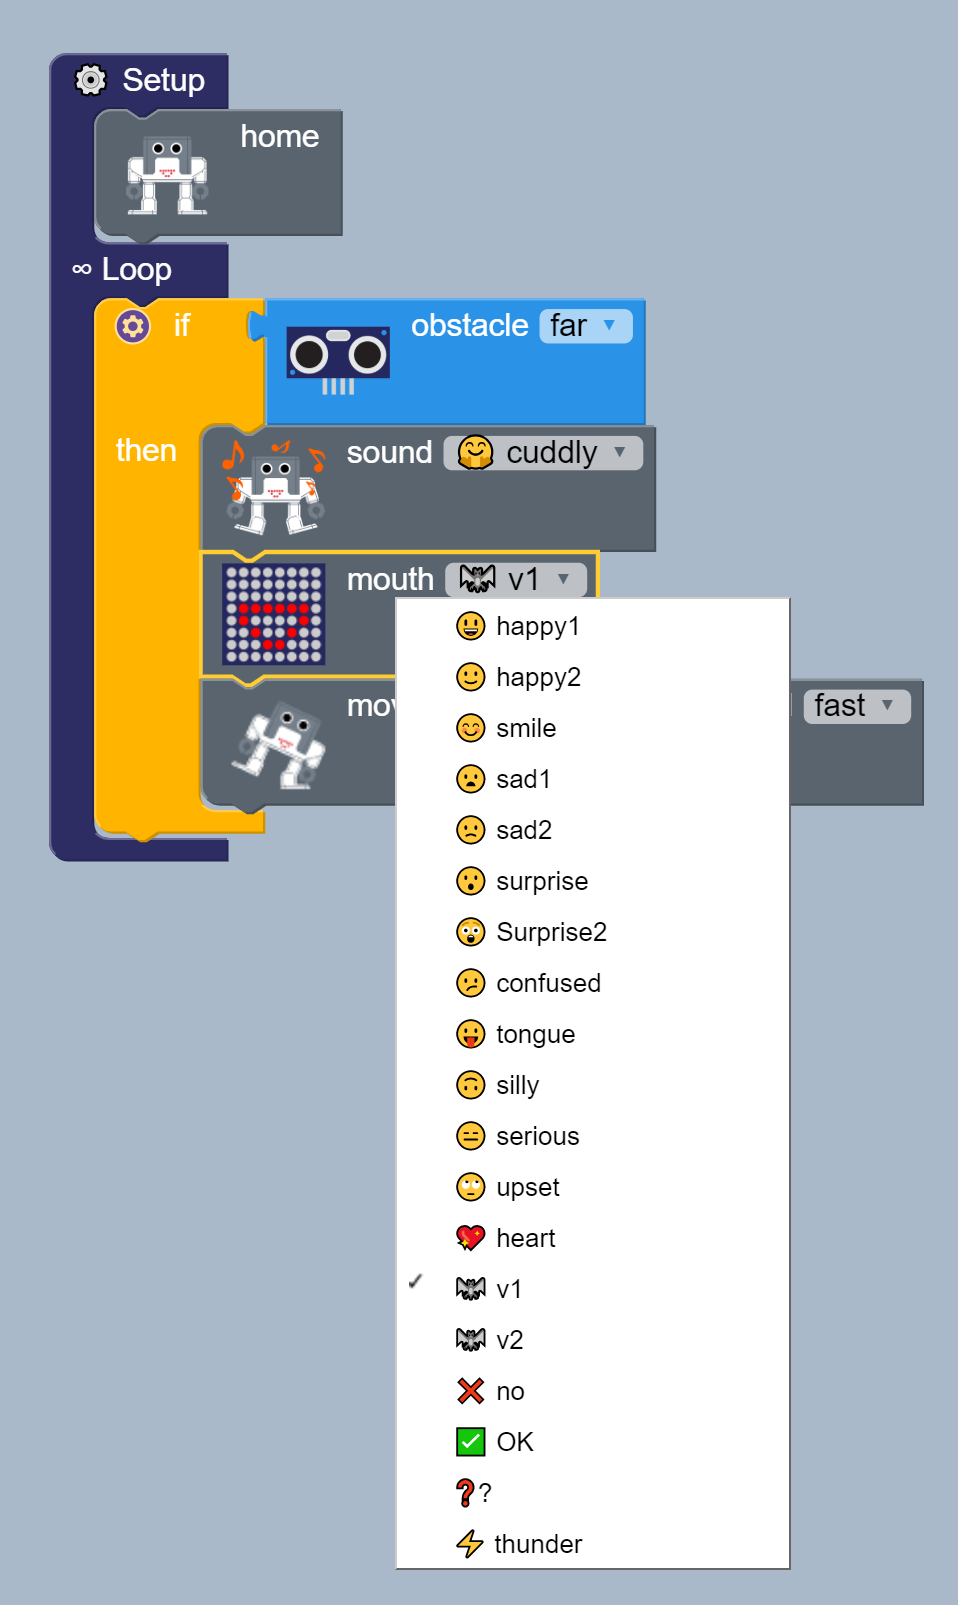 Setup
home
∞ Loop
if
obstacle far
then
sound cuddly
mouth v1
fast
happy1
happy2
smile
sad1
sad2
surprise
Surprise2
confused
tongue
silly
serious
upset
heart
✓ v1
v2
no
OK
?
thunder